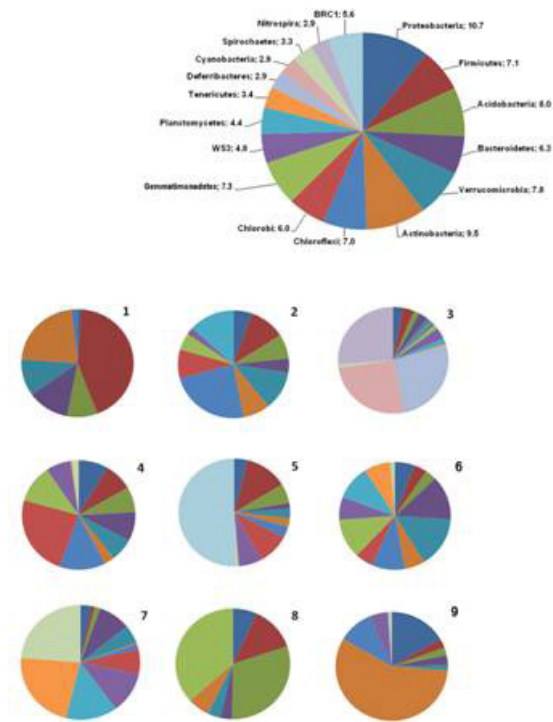 BRC1; 5.6
Nitrospira; 2.9
Proteobacteria; 10.7
Spirochaetes; 3.3
Cyanobacteria; 2.9
Firmicutes; 7.1
Deferribacteres; 2.9
Tenericutes; 3.4
Acidobacteria; 8.0
Planctomycetes; 4.4
WS3; 4.8
Bacteroidetes; 6.3
Gemmatimonadetes; 7.3
Verrucomicrobia; 7.8
Chlorobi; 6.0
Chloroflexi; 7.0
Actinobacteria; 9.5
1
2
3
4
5
6
7
8
9